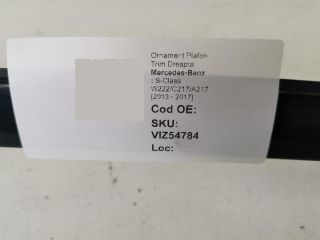 Ornament Plafon
Trim Dreapta
Mercedes-Benz
: S-Class
W222/C217/A217
[2013 - 2017]
Cod OE:
SKU:
VIZ54784
Loc: